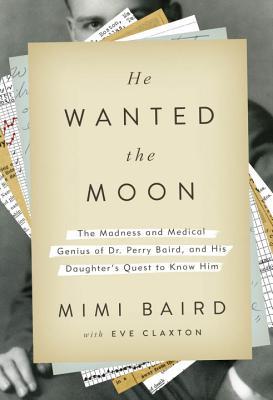 He
WANTED
the
MOON
The Madness and Medical
Genius of Dr. Perry Baird, and His
Daughter's Quest to Know Him
MIMI BAIRD
with EVE CLAXTON